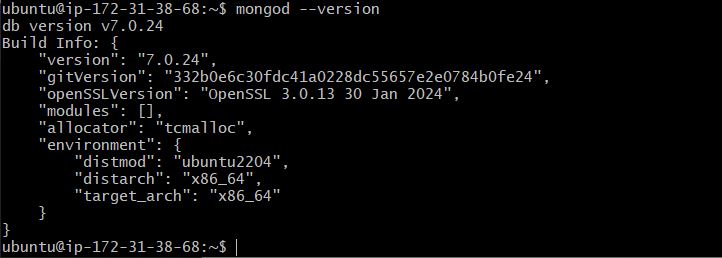 ubuntu@ip-172-31-38-68:~$ mongod --version
db version v7.0.24
Build Info: {
    "version": "7.0.24",
    "gitVersion": "332b0e6c30fdc41a0228dc55657e2e0784b0fe24",
    "openSSLVersion": "OpenSSL 3.0.13 30 Jan 2024",
    "modules": [],
    "allocator": "tcmalloc",
    "environment": {
        "distmod": "ubuntu2204",
        "distarch": "x86_64",
        "target_arch": "x86_64"
    }
}
ubuntu@ip-172-31-38-68:~$